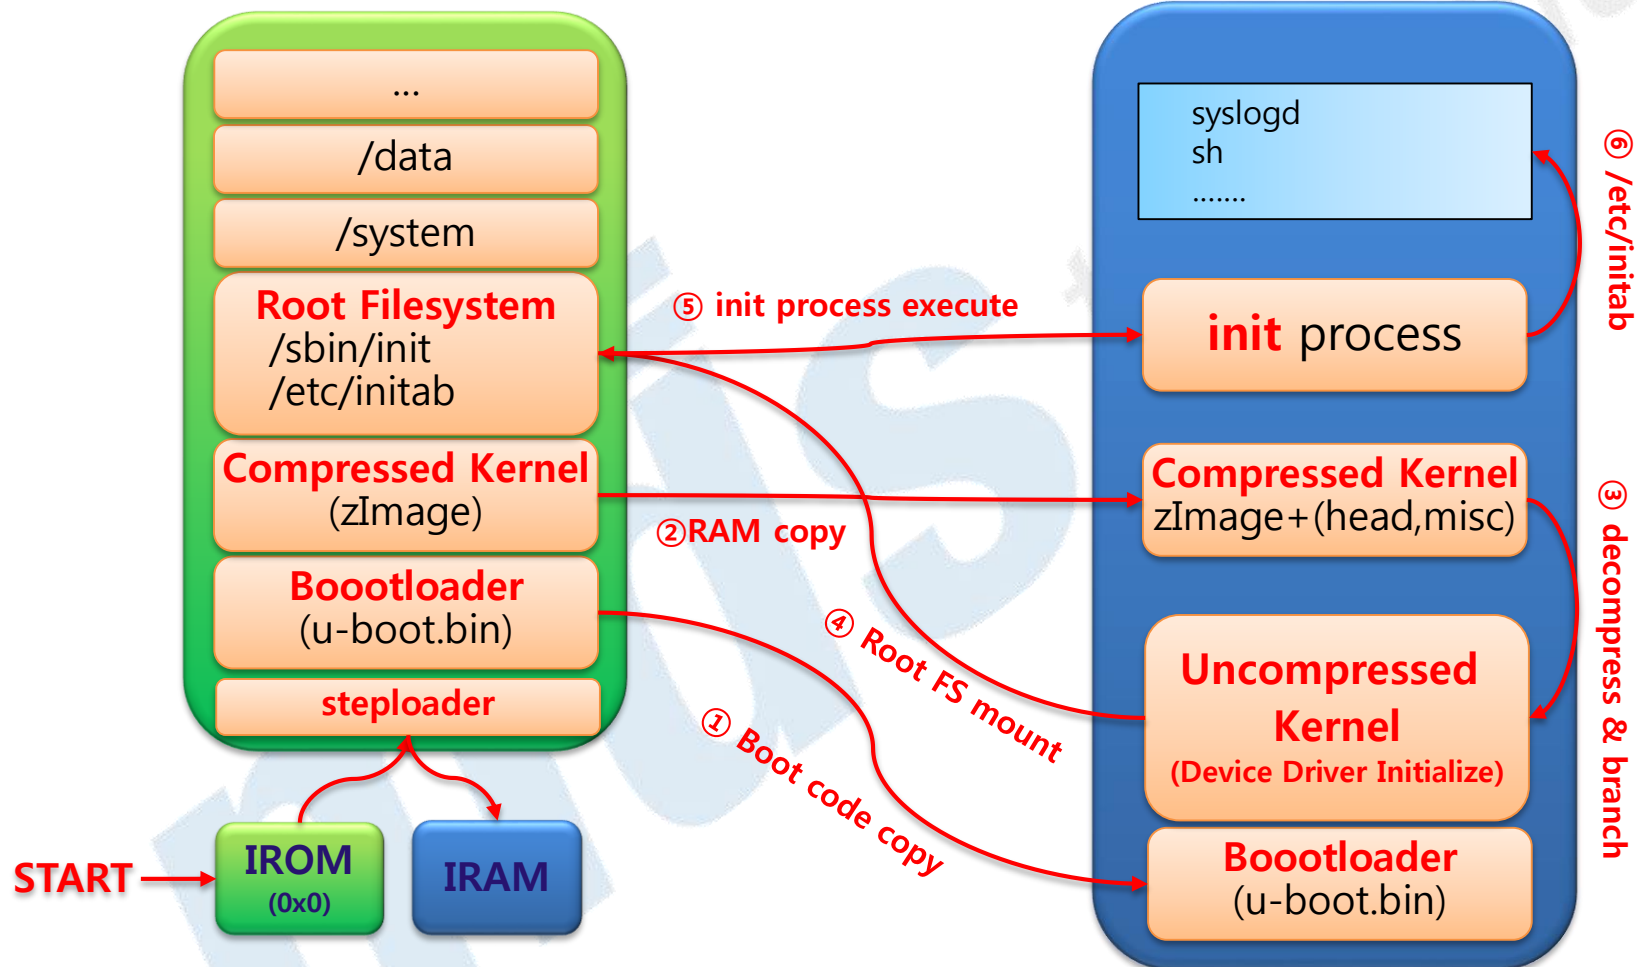 ...
/data
/system
Root Filesystem
/sbin/init
/etc/initab
Compressed Kernel
(zImage)
Boootloader
(u-boot.bin)
steploader
START
IROM
(0x0)
IRAM
⑤ init process execute
②RAM copy
④ Root FS mount
① Boot code copy
syslogd
sh
.......
init process
Compressed Kernel
zImage+(head,misc)
Uncompressed
Kernel
(Device Driver Initialize)
Boootloader
(u-boot.bin)
⑥ /etc/initab
③ decompress & branch